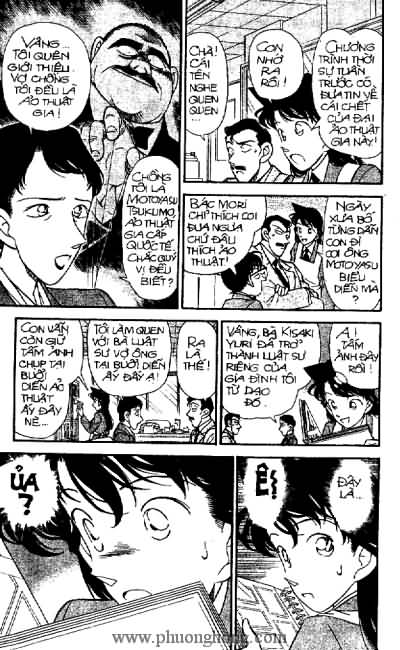 CHƯƠNG
TRÌNH THỜI
SỰ TUẦN
TRƯỚC CÓ
ĐƯA TIN VỀ
CÁI CHẾT
CỦA ĐẠI
ẢO THUẬT
GIA NÀY!
CON
NHỚ
RA
RỒI!
CHÀ!
CÁI
TÊN
NGHE
QUEN
QUEN...
VÂNG...
TÔI QUÊN
GIỚI THIỆU.
VỢ CHỒNG
TÔI ĐỀU LÀ
ẢO THUẬT
GIA!
CHỒNG
TÔI LÀ
MOTOYASU
TSUKUMO, ẢO
THUẬT GIA CẤP
QUỐC TẾ.
CHẮC QUÝ
VỊ ĐỀU
BIẾT?
NGÀY
XƯA BỐ
TỪNG DẪN
CON ĐI
COI ÔNG
MOTOYASU
BIỂU
DIỄN MÀ?
BÁC MORI
CHỈ THÍCH COI
ĐUA NGỰA
CHỨ ĐÂU
THÍCH ẢO
THUẬT!
A!
TẤM
ẢNH ĐÂY
RỒI!
VÂNG, BÀ KISAKI
YURI ĐÃ TRỞ
THÀNH LUẬT SƯ
RIÊNG CỦA
GIA ĐÌNH TÔI
TỪ DẠO
ĐÓ.
RA
LÀ
THẾ!
TÔI LÀM QUEN
VỚI BÀ LUẬT
SƯ VỢ ÔNG
TẠI BUỔI DIỄN
ẤY ĐẤY Ạ!
CON VẪN
CÒN GIỮ
TẤM ẢNH
CHỤP TẠI
BUỔI
DIỄN ẢO
THUẬT
ẤY ĐÂY
NÈ...
ĐÂY
LÀ...
Ê!
ỦA
?
www.phuonghong.com